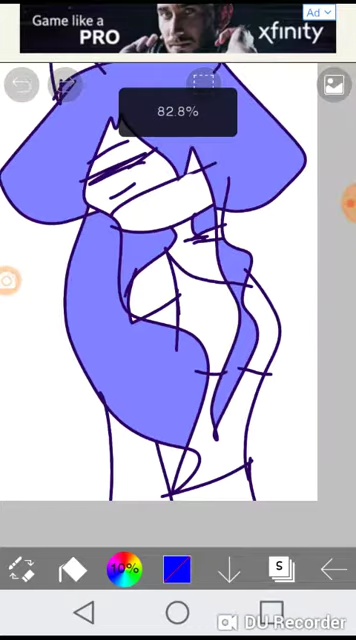 Game like a
PRO
xfinity
Ad
82.8%
10%
S
DU Recorder